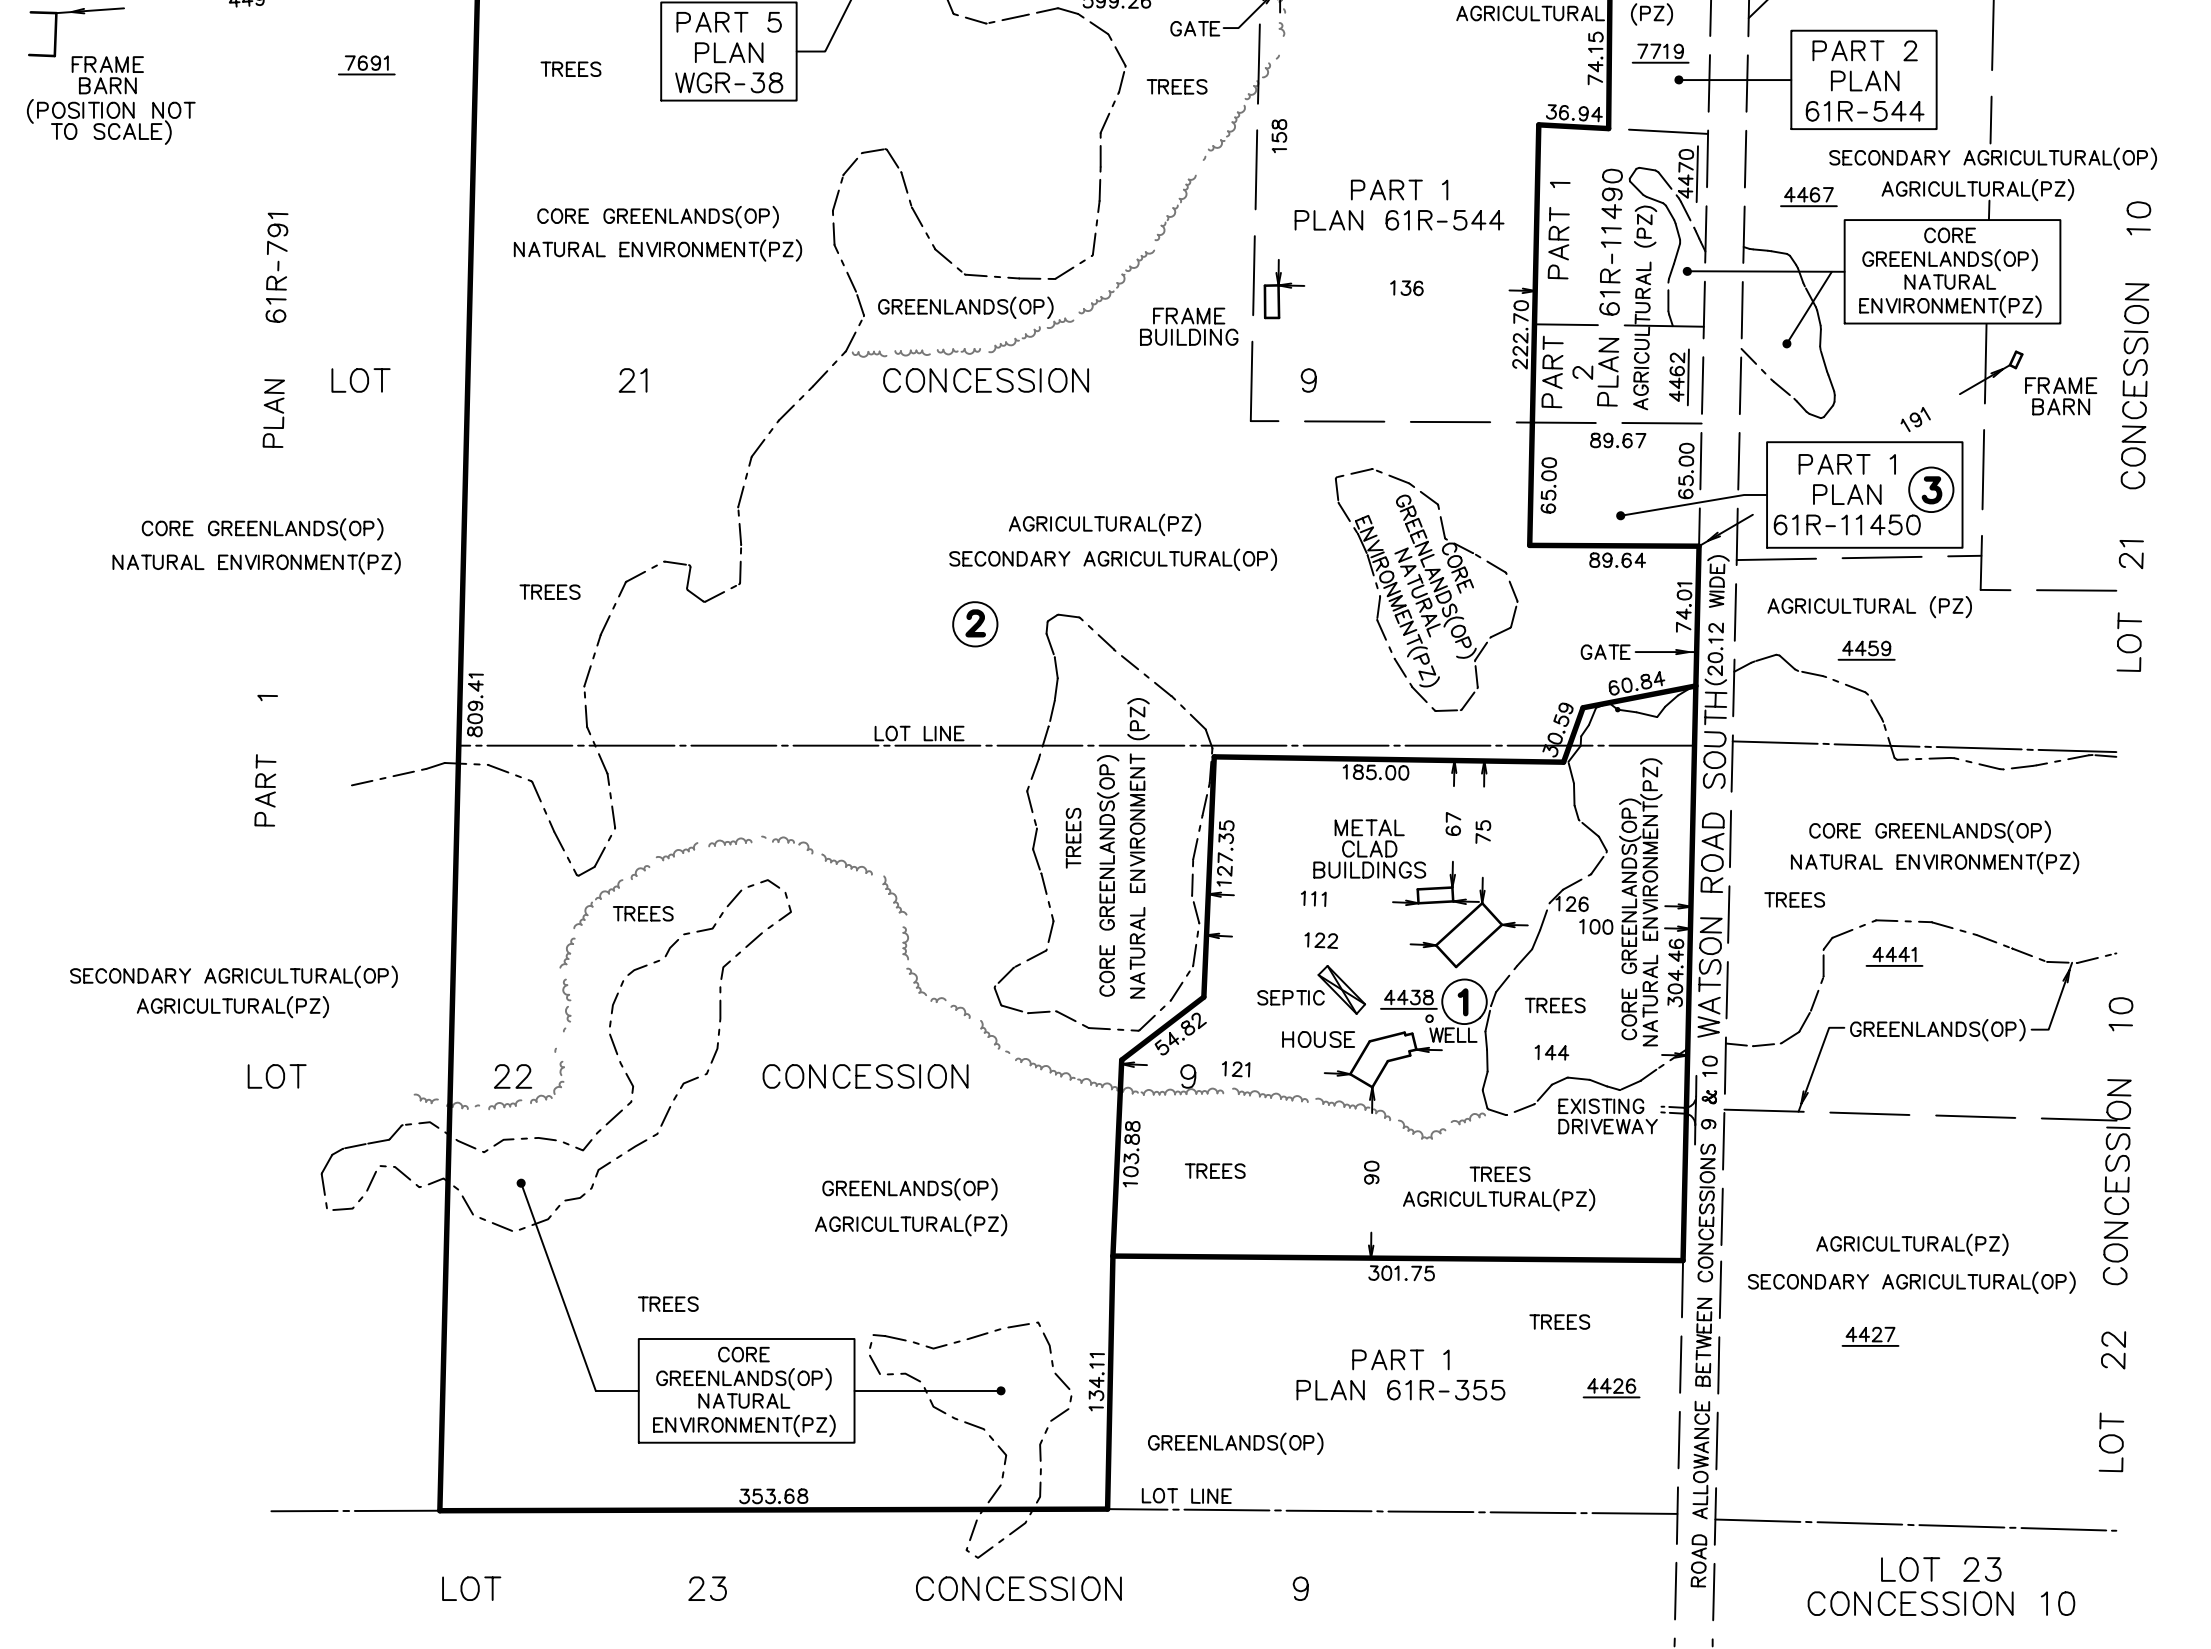 449
FRAME
BARN
(POSITION NOT
TO SCALE)
7691
TREES
PART 5
PLAN
WGR-38
599.26
GATE
TREES
158
AGRICULTURAL (PZ)
74.15
7719
36.94
PART 2
PLAN
61R-544
SECONDARY AGRICULTURAL(OP)
AGRICULTURAL(PZ)
4470
4467
CORE
GREENLANDS(OP)
NATURAL
ENVIRONMENT(PZ)
PART 1
PLAN 61R-544
PART 1
PLAN 61R-11490
AGRICULTURAL (PZ)
CORE GREENLANDS(OP)
NATURAL ENVIRONMENT(PZ)
GREENLANDS(OP)
FRAME
BUILDING
136
222.70
PART 2
AGRICULTURAL (PZ)
4462
FRAME
BARN
191
LOT 21 CONCESSION 10
PLAN 61R-791
PART 1
LOT 21 CONCESSION 9
89.67
65.00
65.00
PART 1
PLAN
61R-11450
3
89.64
CORE GREENLANDS(OP)
NATURAL ENVIRONMENT(PZ)
TREES
AGRICULTURAL(PZ)
SECONDARY AGRICULTURAL(OP)
CORE
GREENLANDS(OP)
NATURAL
ENVIRONMENT(PZ)
2
74.01
GATE
60.84
30.59
AGRICULTURAL (PZ)
4459
809.41
LOT LINE
185.00
127.35
TREES
CORE GREENLANDS(OP)
NATURAL ENVIRONMENT (PZ)
METAL
CLAD
BUILDINGS
67
75
111
126
100
122
CORE GREENLANDS(OP)
NATURAL ENVIRONMENT(PZ)
304.46
WATSON ROAD SOUTH(20.12 WIDE)
ROAD ALLOWANCE BETWEEN CONCESSIONS 9 & 10
CORE GREENLANDS(OP)
NATURAL ENVIRONMENT(PZ)
TREES
4441
GREENLANDS(OP)
TREES
SECONDARY AGRICULTURAL(OP)
AGRICULTURAL(PZ)
SEPTIC
4438
1
WELL
HOUSE
TREES
144
54.82
121
LOT 22 CONCESSION 9
EXISTING
DRIVEWAY
103.88
90
TREES
TREES
AGRICULTURAL(PZ)
GREENLANDS(OP)
AGRICULTURAL(PZ)
301.75
AGRICULTURAL(PZ)
SECONDARY AGRICULTURAL(OP)
4427
LOT 22 CONCESSION 10
TREES
CORE
GREENLANDS(OP)
NATURAL
ENVIRONMENT(PZ)
134.11
TREES
PART 1
PLAN 61R-355
4426
GREENLANDS(OP)
353.68
LOT LINE
LOT 23 CONCESSION 9
LOT 23
CONCESSION 10